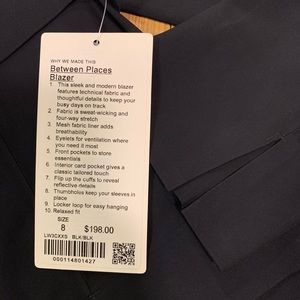 WHY WE MADE THIS
Between Places
Blazer
1. This sleek and modern blazer
features technical fabric and
thoughtful details to keep your
busy days on track
2. Fabric is sweat-wicking and
four-way stretch
3. Mesh fabric liner adds
breathability
4. Eyelets for ventilation where
you need it most
5. Front pockets to store
essentials
6. Interior card pocket gives a
classic tailored touch
7. Flip up the cuffs to reveal
reflective details
8. Thumbholes keep your sleeves in
place
9. Locker loop for easy hanging
10. Relaxed fit
SIZE
8 $198.00
LW3CXXS BLK/BLK
000114801427